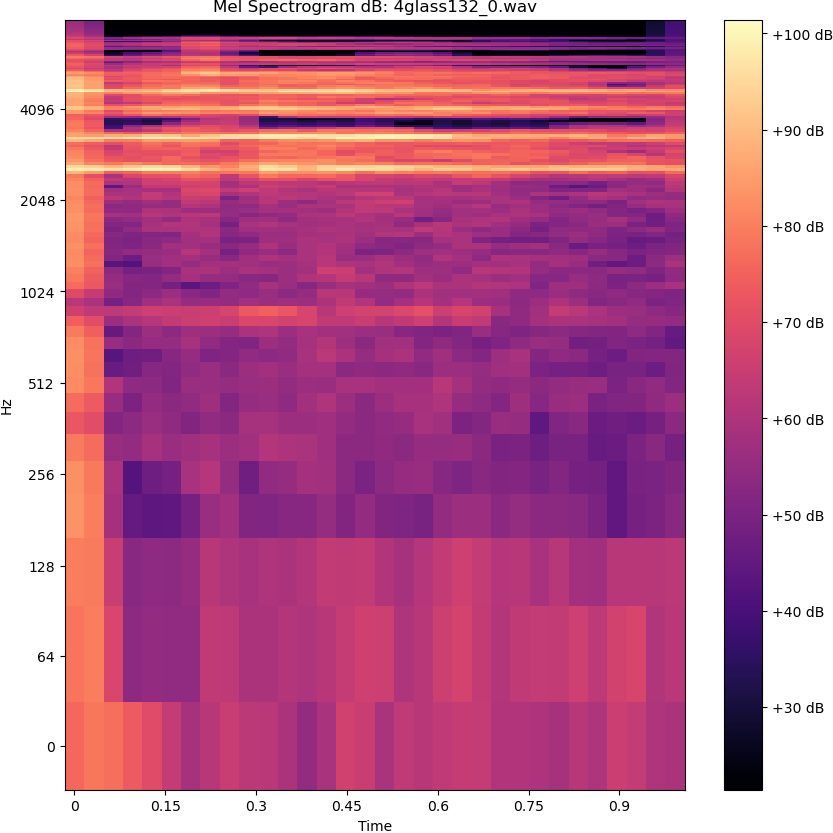 Mel Spectrogram dB: 4glass132_0.wav
+100 dB
4096
+90 dB
2048
+80 dB
1024
+70 dB
512
Hz
+60 dB
256
+50 dB
128
+40 dB
64
+30 dB
0
0 0.15 0.3 0.45 0.6 0.75 0.9
Time